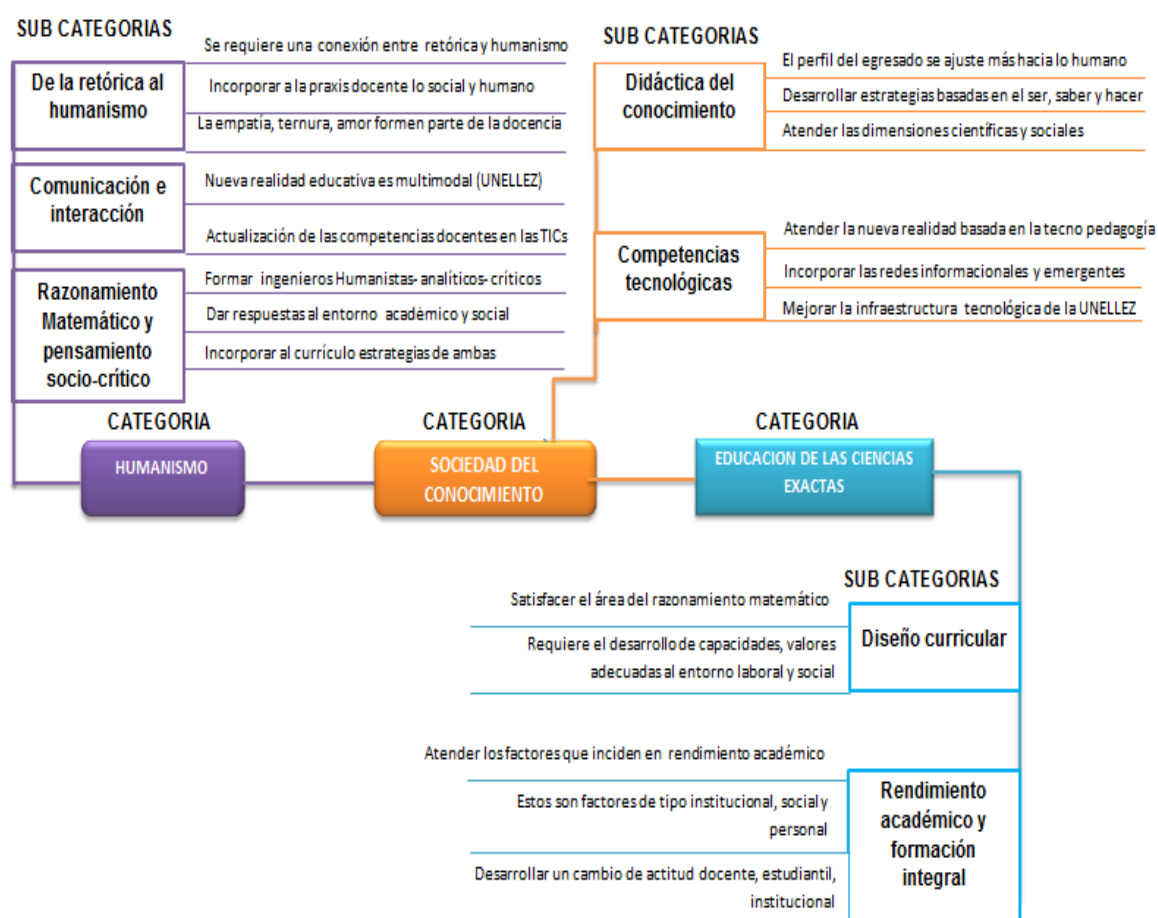 SUB CATEGORIAS
De la retórica al
humanismo
Se requiere una conexión entre retórica y humanismo
Incorporar a la praxis docente lo social y humano
La empatía, ternura, amor formen parte de la docencia
Comunicación e
interacción
Nueva realidad educativa es multimodal (UNELLEZ)
Actualización de las competencias docentes en las TICs
Razonamiento
Matemático y
pensamiento
socio-crítico
Formar ingenieros Humanistas- analíticos- críticos
Dar respuestas al entorno académico y social
Incorporar al currículo estrategias de ambas
SUB CATEGORIAS
Didáctica del
conocimiento
El perfil del egresado se ajuste más hacia lo humano
Desarrollar estrategias basadas en el ser, saber y hacer
Atender las dimensiones científicas y sociales
Competencias
tecnológicas
Atender la nueva realidad basada en la tecno pedagogía
Incorporar las redes informacionales y emergentes
Mejorar la infraestructura tecnológica de la UNELLEZ
CATEGORIA
HUMANISMO
CATEGORIA
SOCIEDAD DEL
CONOCIMIENTO
CATEGORIA
EDUCACION DE LAS CIENCIAS
EXACTAS
SUB CATEGORIAS
Diseño curricular
Satisfacer el área del razonamiento matemático
Requiere el desarrollo de capacidades, valores
adecuadas al entorno laboral y social
Rendimiento
académico y
formación
integral
Atender los factores que inciden en rendimiento académico
Estos son factores de tipo institucional, social y
personal
Desarrollar un cambio de actitud docente, estudiantil,
institucional